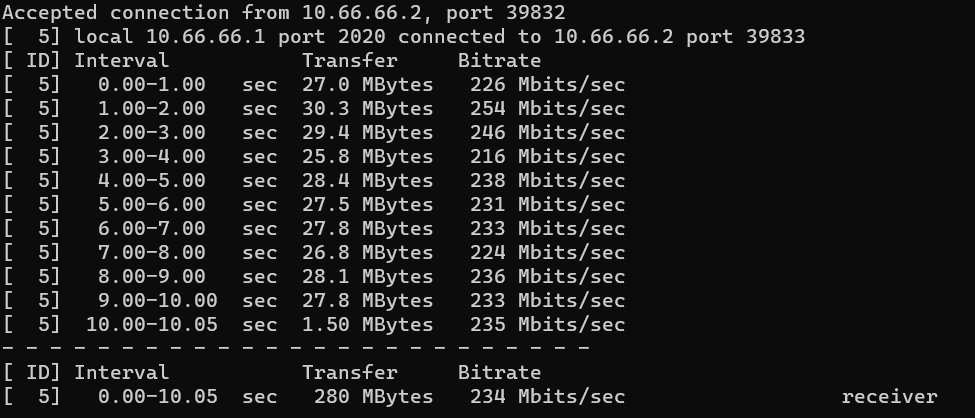 Accepted connection from 10.66.66.2, port 39832
[  5] local 10.66.66.1 port 2020 connected to 10.66.66.2 port 39833
[ ID] Interval           Transfer     Bitrate
[  5]   0.00-1.00   sec  27.0 MBytes   226 Mbits/sec
[  5]   1.00-2.00   sec  30.3 MBytes   254 Mbits/sec
[  5]   2.00-3.00   sec  29.4 MBytes   246 Mbits/sec
[  5]   3.00-4.00   sec  25.8 MBytes   216 Mbits/sec
[  5]   4.00-5.00   sec  28.4 MBytes   238 Mbits/sec
[  5]   5.00-6.00   sec  27.5 MBytes   231 Mbits/sec
[  5]   6.00-7.00   sec  27.8 MBytes   233 Mbits/sec
[  5]   7.00-8.00   sec  26.8 MBytes   224 Mbits/sec
[  5]   8.00-9.00   sec  28.1 MBytes   236 Mbits/sec
[  5]   9.00-10.00  sec  27.8 MBytes   233 Mbits/sec
[  5]  10.00-10.05  sec  1.50 MBytes   235 Mbits/sec
- - - - - - - - - - - - - - - - - - - - - - - - -
[ ID] Interval           Transfer     Bitrate
[  5]   0.00-10.05  sec   280 MBytes   234 Mbits/sec                  receiver